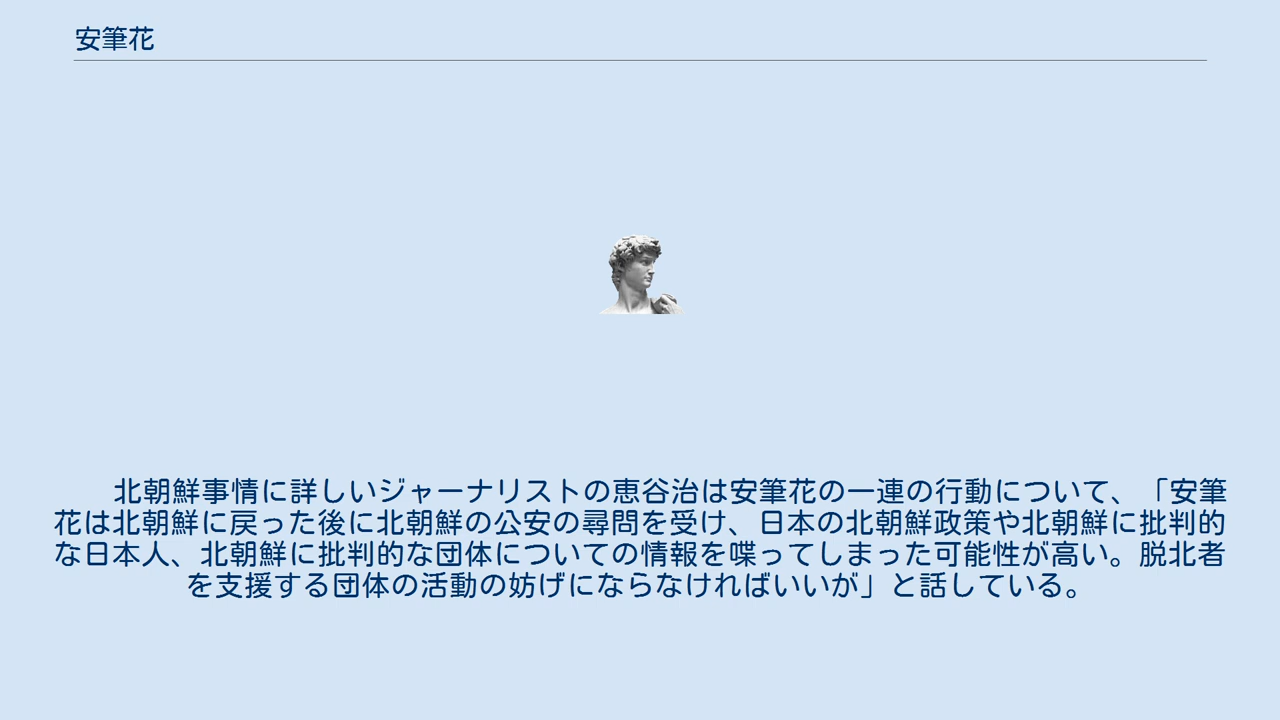 安筆花
北朝鮮事情に詳しいジャーナリストの恵谷治は安筆花の一連の行動について、「安筆
花は北朝鮮に戻った後に北朝鮮の公安の尋問を受け、日本の北朝鮮政策や北朝鮮に批判的
な日本人、北朝鮮に批判的な団体についての情報を喋ってしまった可能性が高い。脱北者
を支援する団体の活動の妨げにならなければいいが」と話している。